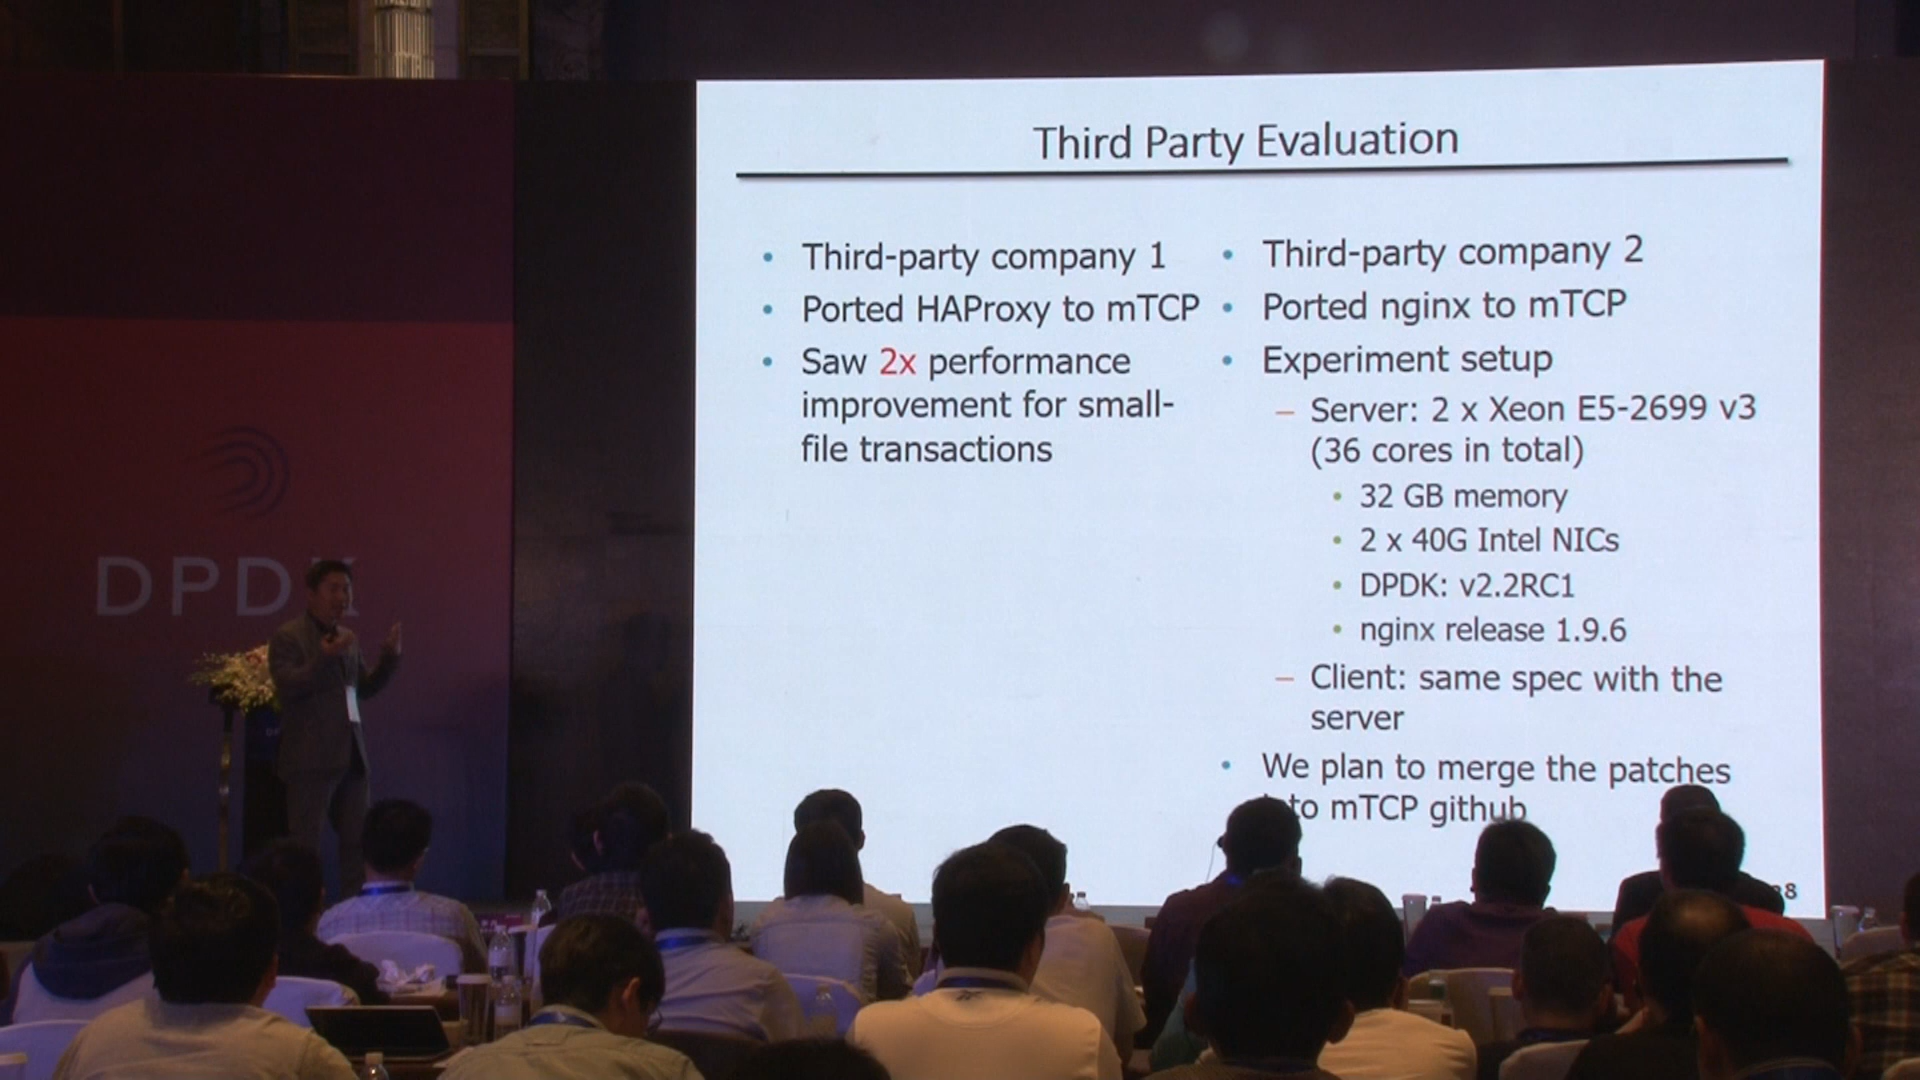 Third Party Evaluation
• Third-party company 1
• Ported HAProxy to mTCP
• Saw 2x performance
improvement for small-
file transactions
• Third-party company 2
• Ported nginx to mTCP
• Experiment setup
– Server: 2 x Xeon E5-2699 v3
(36 cores in total)
• 32 GB memory
• 2 x 40G Intel NICs
• DPDK: v2.2RC1
• nginx release 1.9.6
– Client: same spec with the
server
• We plan to merge the patches
mTCP github
DPDK